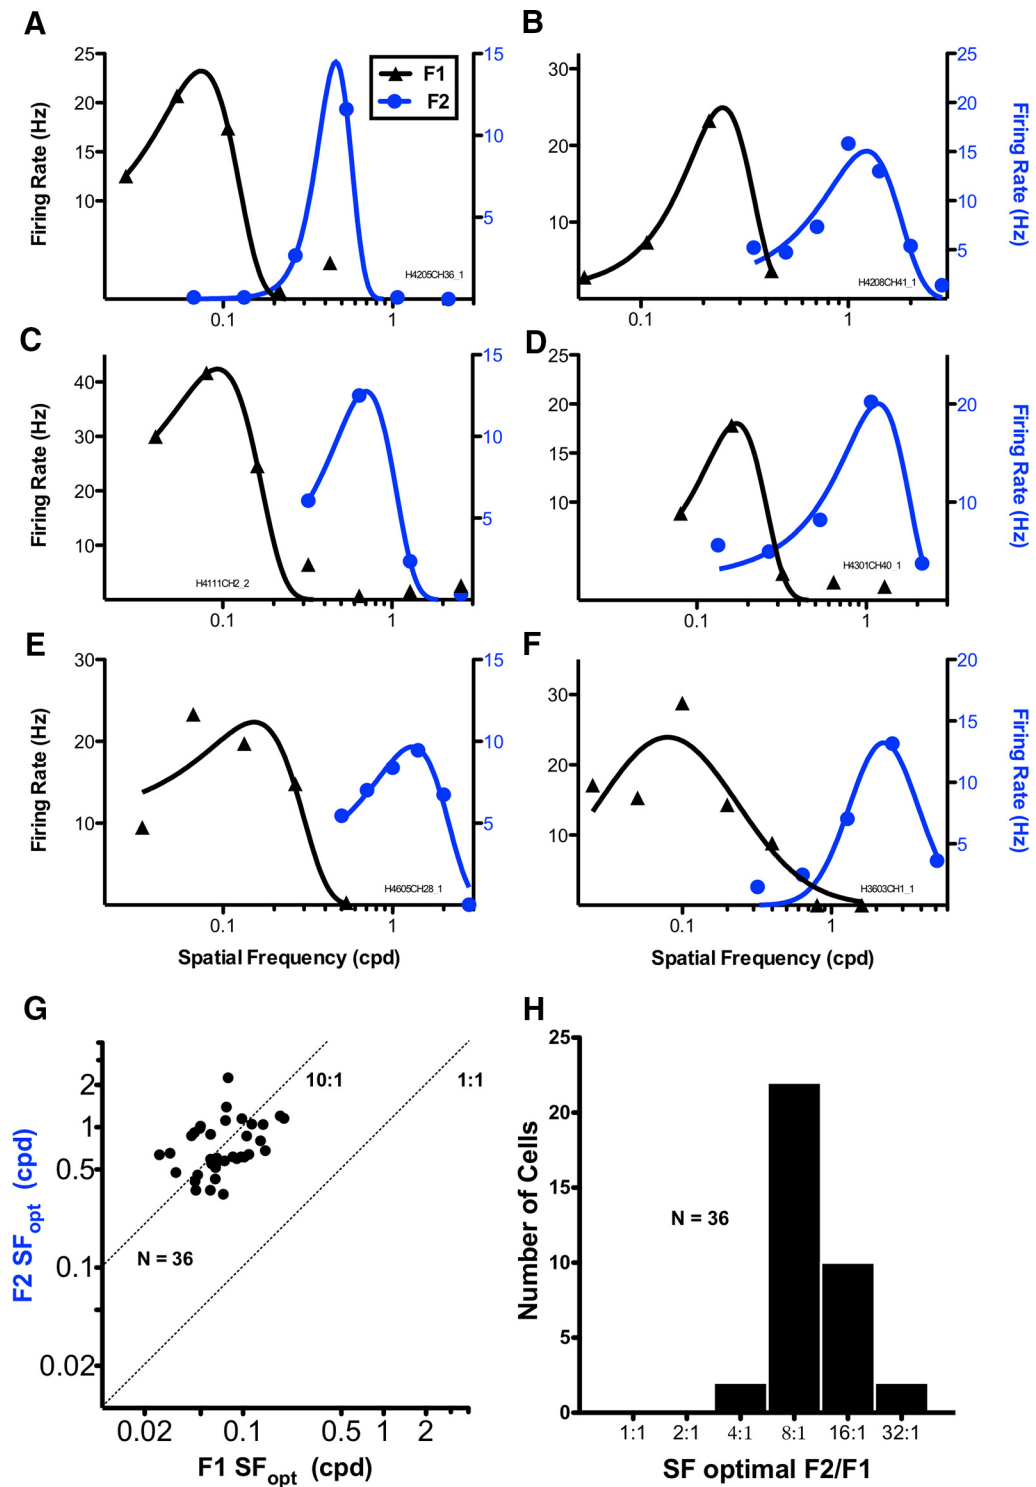 A
B
25
20
15
10
Firing Rate (Hz)
F1
F2
15
10
5
H4205CH36_1
0.1
1
30
20
10
25
20
15
10
5
Firing Rate (Hz)
H4208CH41_1
0.1
1
C
D
40
30
20
10
Firing Rate (Hz)
15
10
5
H4111CH2_2
0.1
1
25
20
15
10
20
10
Firing Rate (Hz)
H4301CH40_1
0.1
1
E
F
30
20
10
Firing Rate (Hz)
15
10
5
H4605CH28_1
0.1
1
Spatial Frequency (cpd)
30
20
10
20
15
10
5
Firing Rate (Hz)
H3603CH1_1
0.1
1
Spatial Frequency (cpd)
G
H
2
1
0.5
0.1
0.02
F2 SFopt (cpd)
10:1
1:1
N = 36
0.02
0.1
0.5
1
2
F1 SFopt (cpd)
25
20
15
10
5
0
Number of Cells
N = 36
1:1
2:1
4:1
8:1
16:1
32:1
SF optimal F2/F1